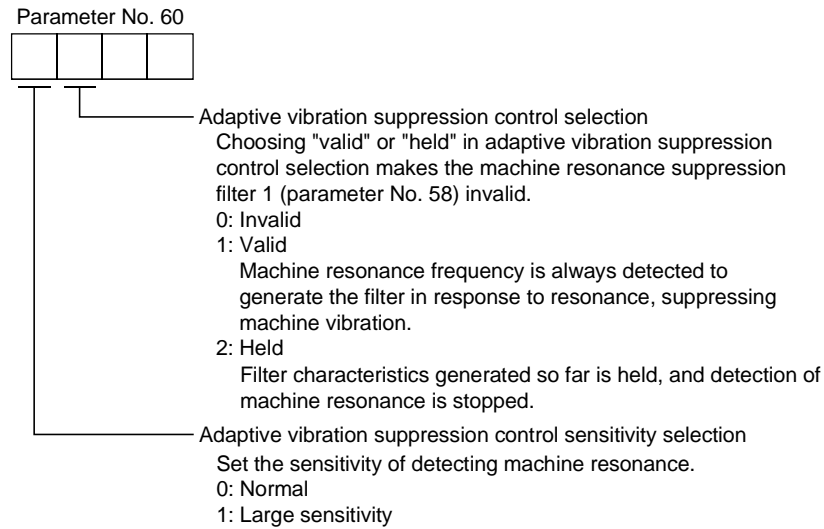 Parameter No. 60
Adaptive vibration suppression control selection
Choosing "valid" or "held" in adaptive vibration suppression
control selection makes the machine resonance suppression
filter 1 (parameter No. 58) invalid.
0: Invalid
1: Valid
Machine resonance frequency is always detected to
generate the filter in response to resonance, suppressing
machine vibration.
2: Held
Filter characteristics generated so far is held, and detection of
machine resonance is stopped.
Adaptive vibration suppression control sensitivity selection
Set the sensitivity of detecting machine resonance.
0: Normal
1: Large sensitivity